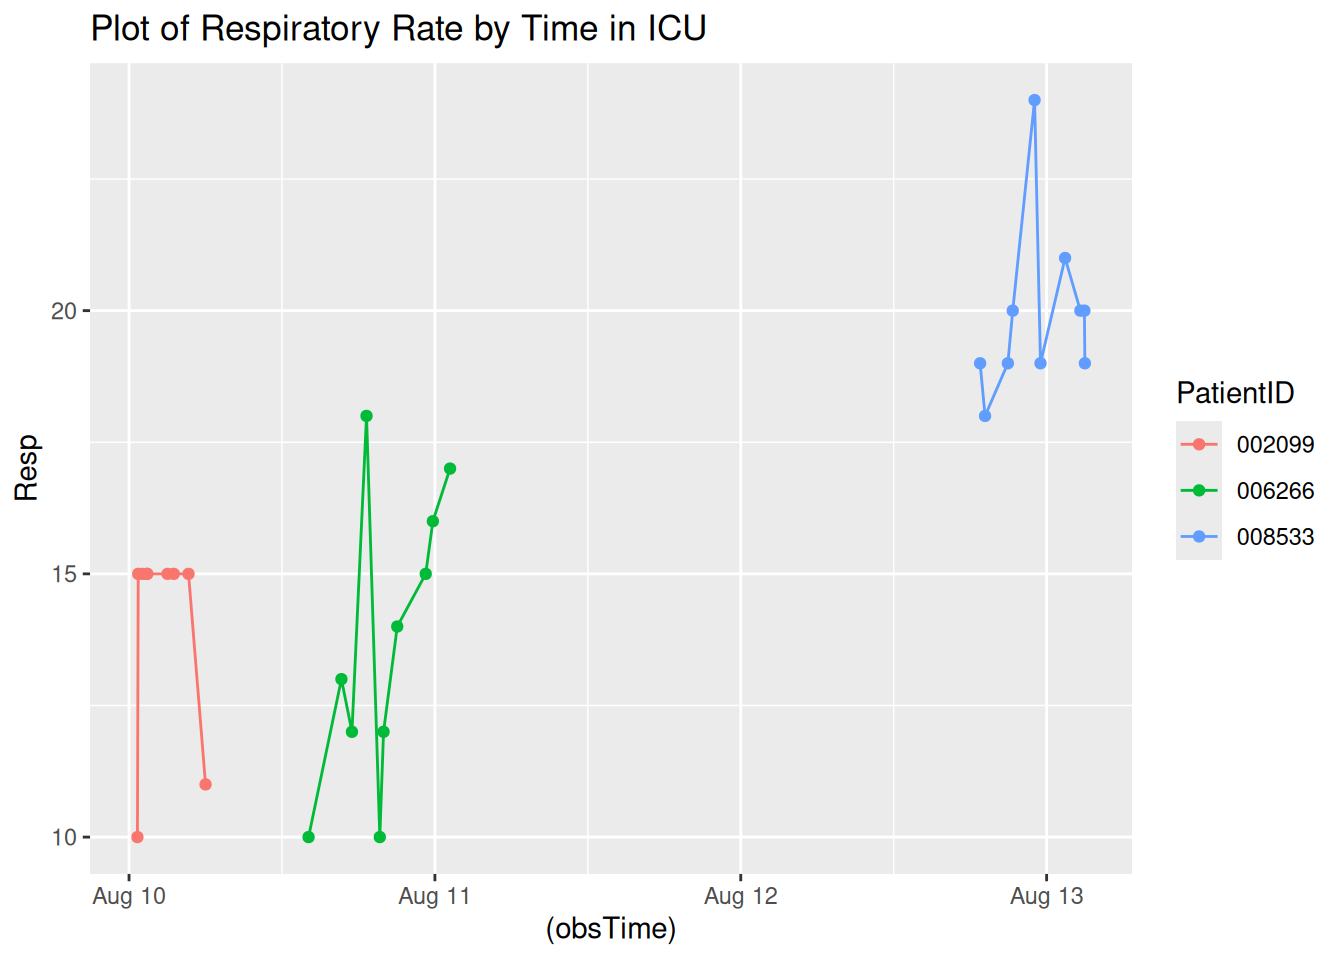 Plot of Respiratory Rate by Time in ICU
Resp
20
15
10
Aug 10 Aug 11 Aug 12 Aug 13
(obsTime)
PatientID
002099
006266
008533